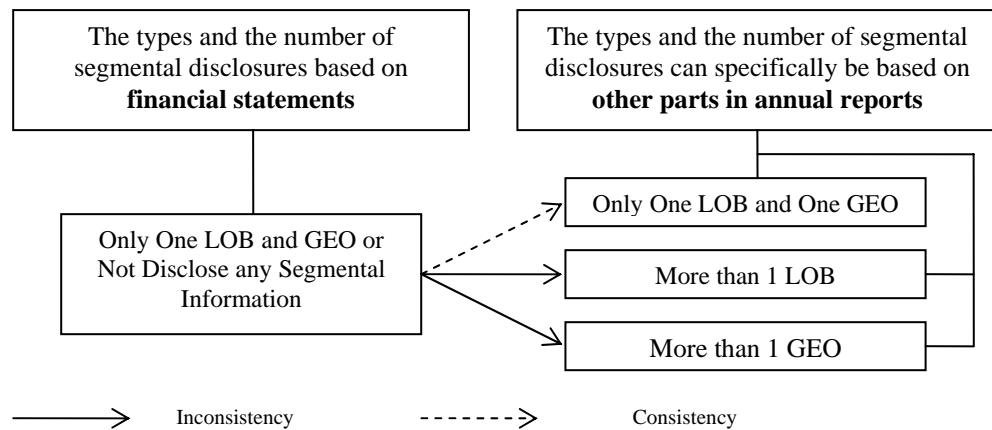 The types and the number of
segmental disclosures based on
financial statements
The types and the number of segmental
disclosures can specifically be based on
other parts in annual reports
Only One LOB and GEO or
Not Disclose any Segmental
Information
Only One LOB and One GEO
More than 1 LOB
More than 1 GEO
Inconsistency
Consistency